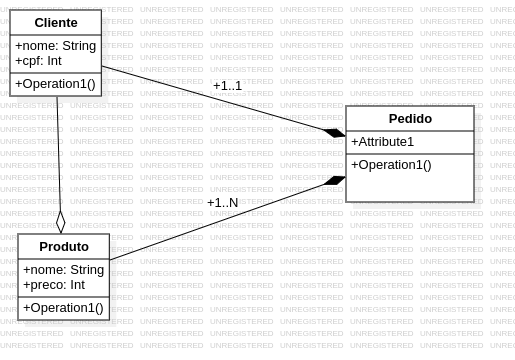 Cliente
+nome: String
+cpf: Int
+Operation1()
+1..1
Pedido
+Attribute1
+Operation1()
+1..N
Produto
+nome: String
+preco: Int
+Operation1()
UNREGISTERED